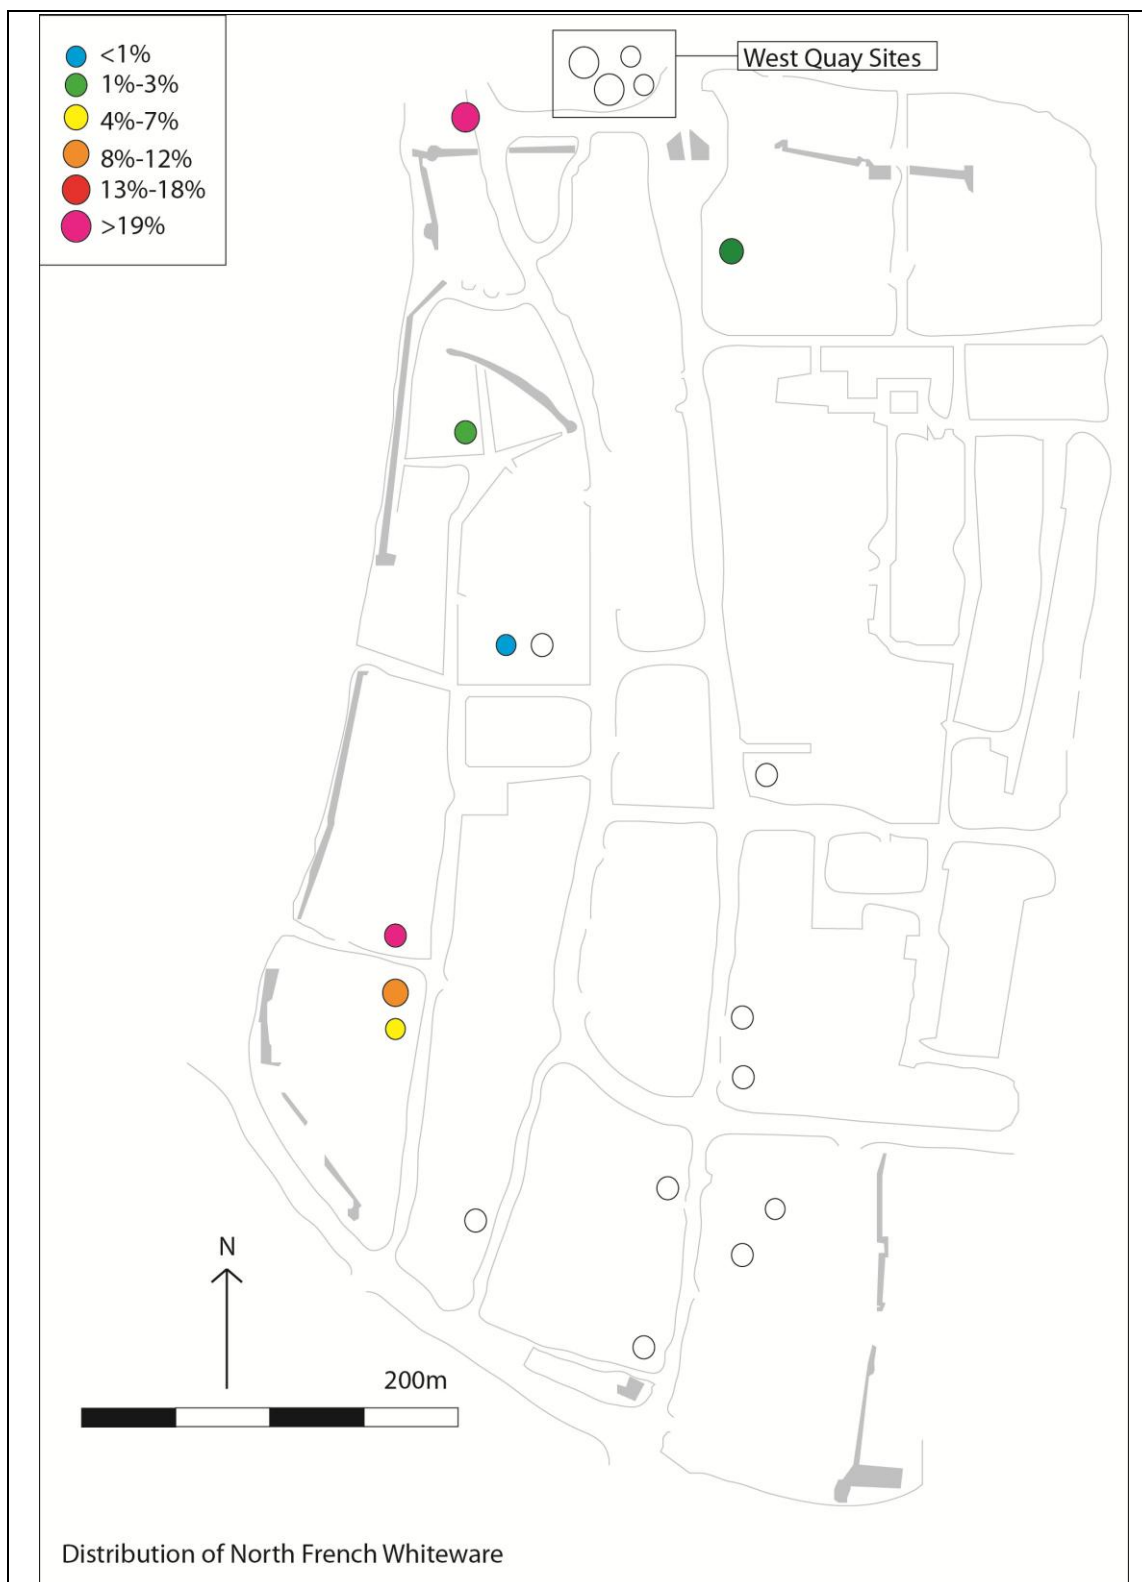 <1%
1%-3%
4%-7%
8%-12%
13%-18%
>19%
West Quay Sites
N
200m
Distribution of North French Whiteware